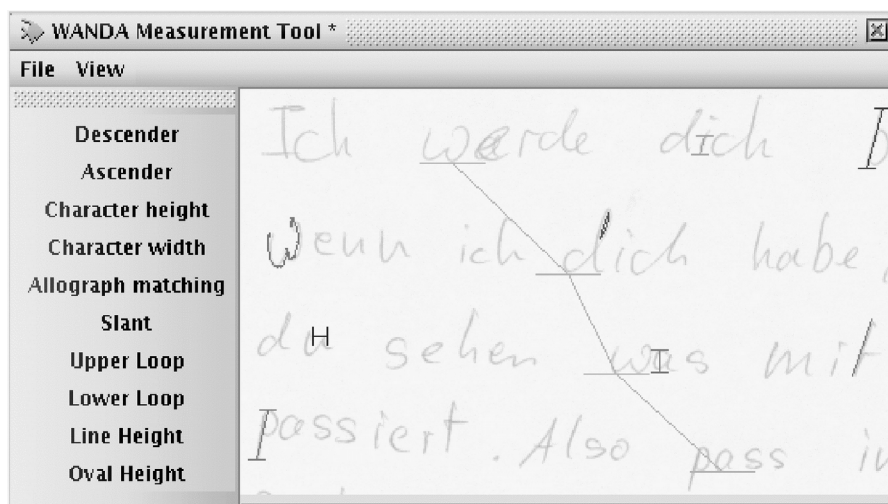 WANDA Measurement Tool *
File View
Descender
Ascender
Character height
Character width
Allograph matching
Slant
Upper Loop
Lower Loop
Line Height
Oval Height
Ich werde dich
Wenn ich dich habe,
du sehen was mit
passiert. Also pass